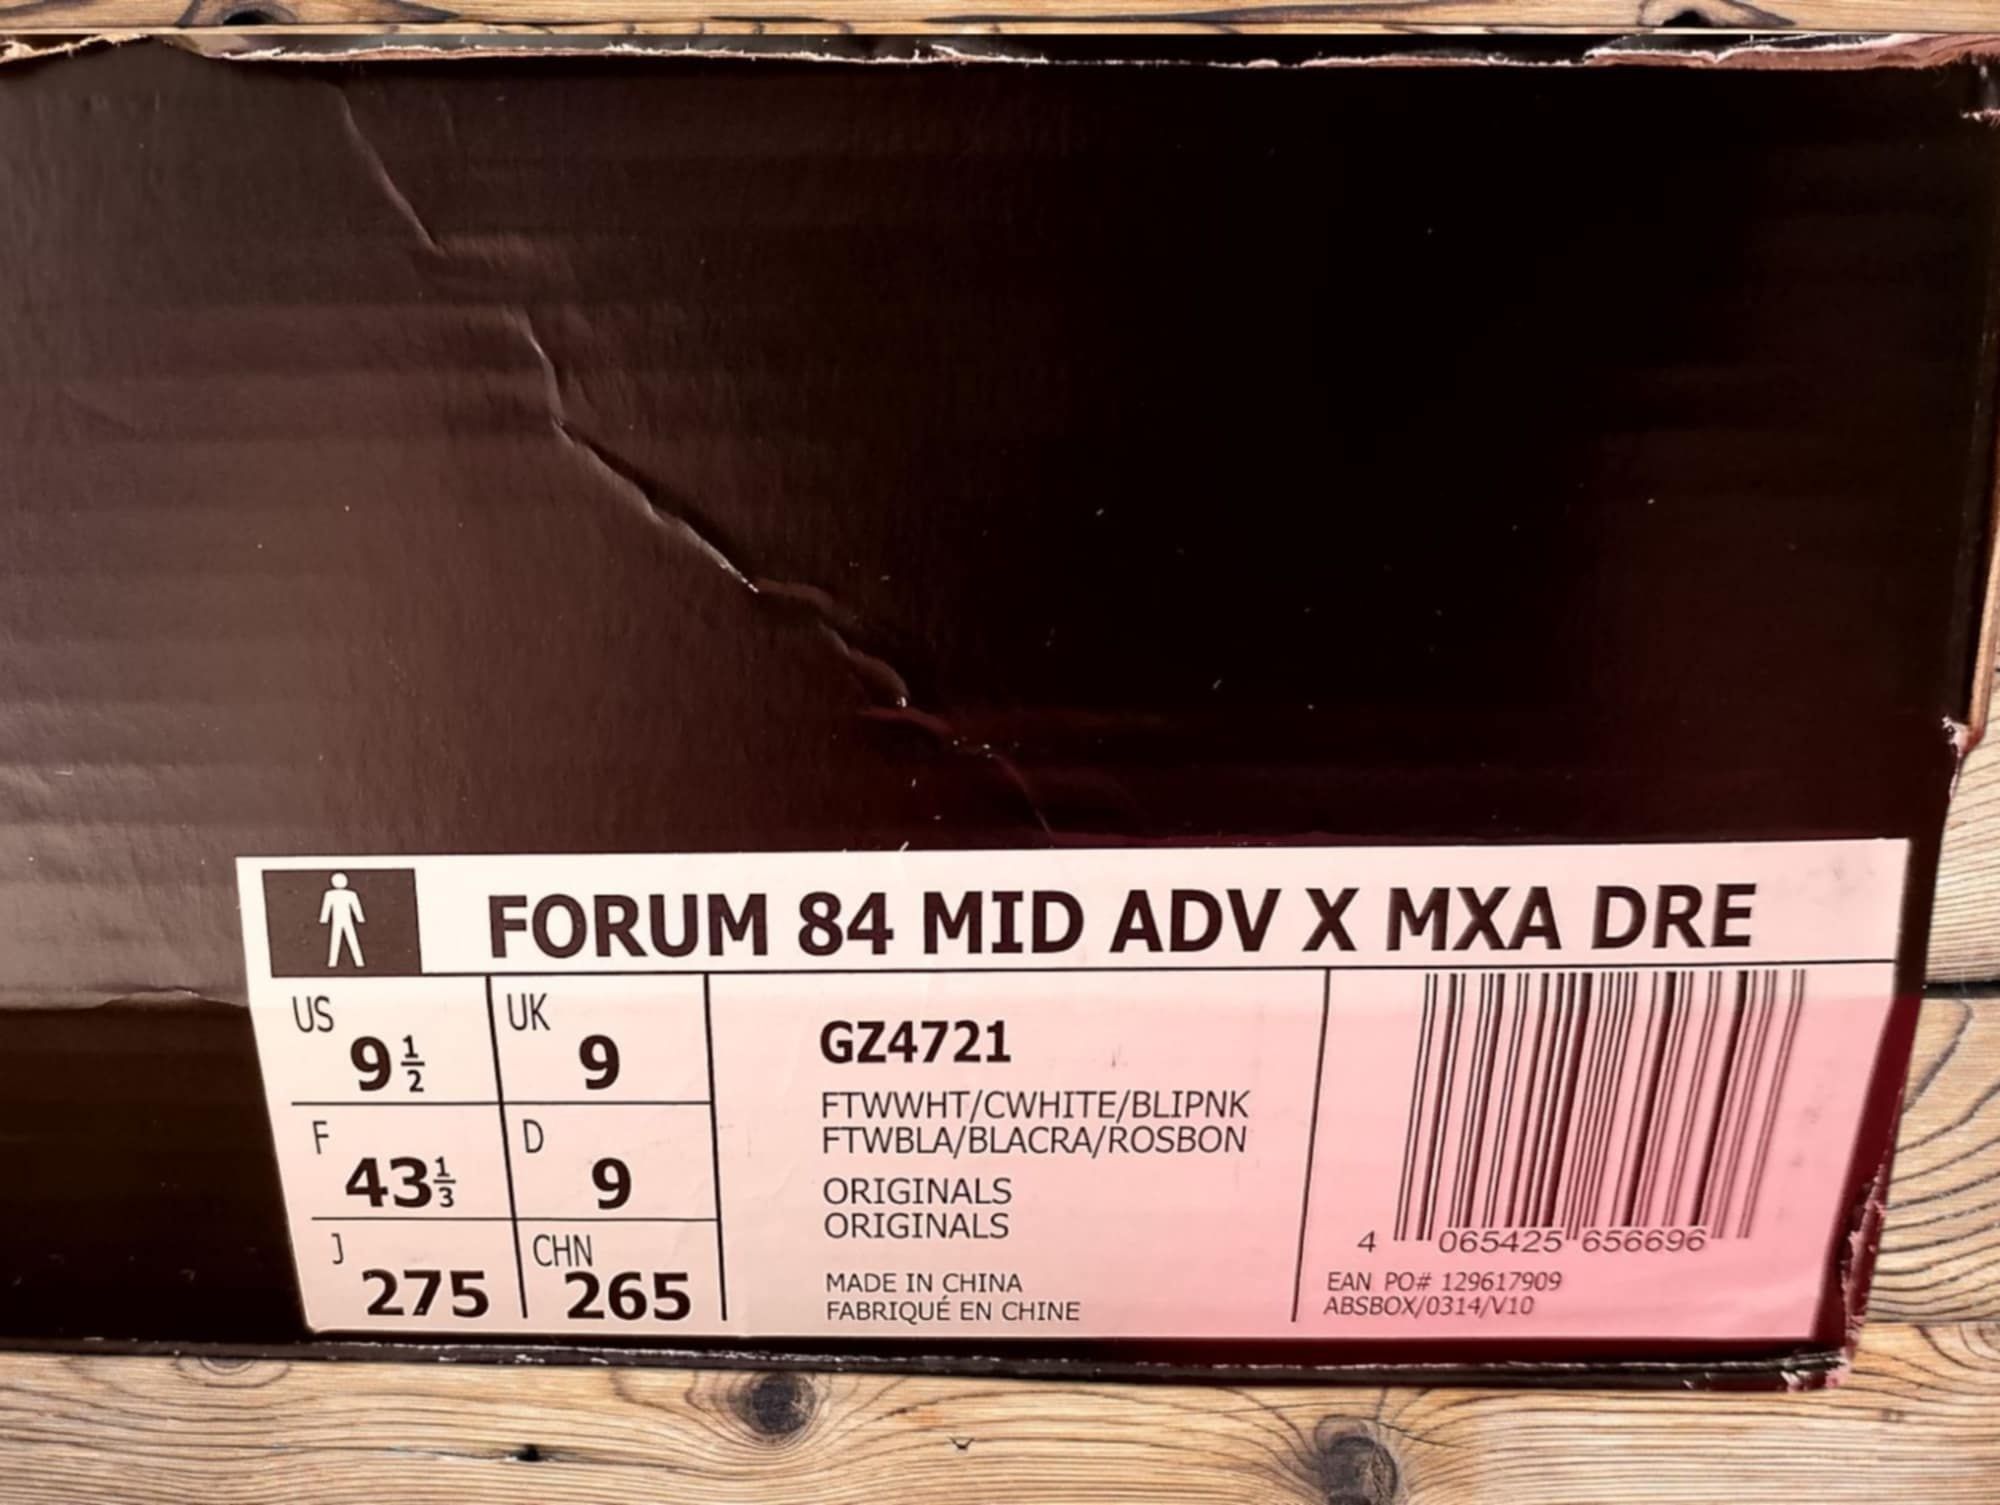 FORUM 84 MID ADV X MXA DRE
US 9 1/2
UK 9
F 43 1/3
D 9
J 275
CHN 265
GZ4721
FTWWHT/CWHITE/BLIPNK
FTWBLA/BLACRA/ROSBON
ORIGINALS
ORIGINALS
MADE IN CHINA
FABRIQUÉ EN CHINE
4 065425 656696
EAN PO# 129617909
ABSBOX/0314/V10